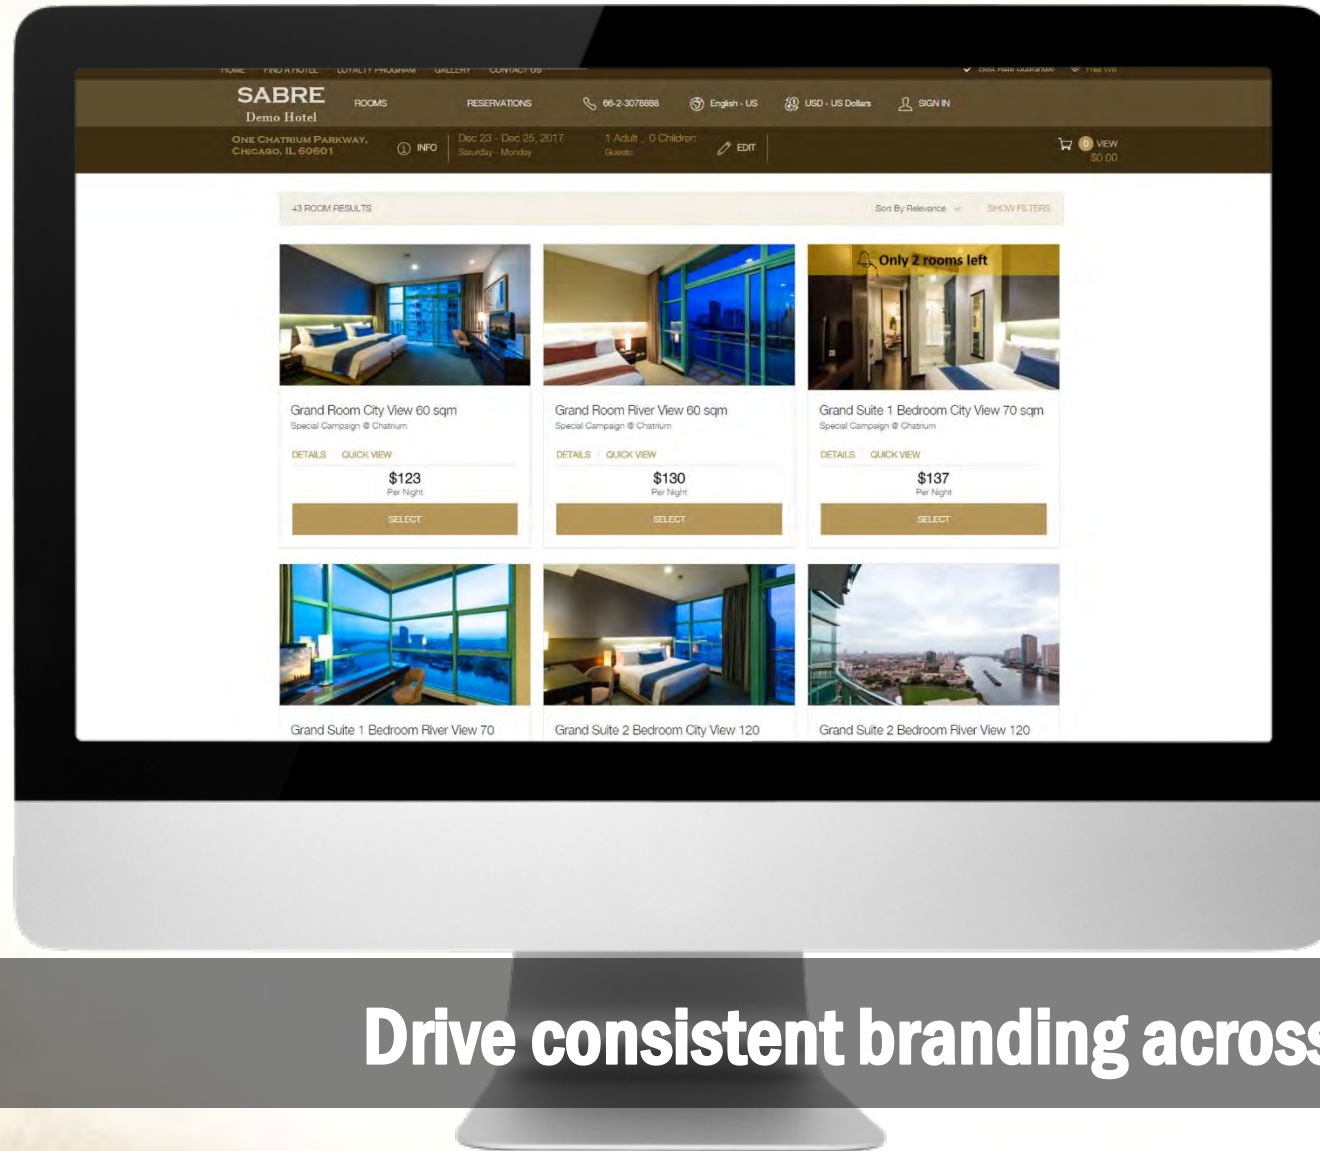 HOME FIND A HOTEL LOYALTY PROGRAM GALLERY CONTACT US Best Rate Guarantee Free Wifi
SABRE
Demo Hotel
ROOMS RESERVATIONS 66-2-3078888 English - US USD - US Dollars SIGN IN
ONE CHATRIUM PARKWAY,
CHICAGO, IL 60601
INFO
Dec 23 - Dec 25, 2017
Saturday - Monday
1 Adult , 0 Children
Guests
EDIT
0 VIEW
$0.00
43 ROOM RESULTS Sort By Relevance SHOW FILTERS
Only 2 rooms left
Grand Room City View 60 sqm
Special Campaign @ Chatrium
DETAILS QUICK VIEW
$123
Per Night
SELECT
Grand Room River View 60 sqm
Special Campaign @ Chatrium
DETAILS QUICK VIEW
$130
Per Night
SELECT
Grand Suite 1 Bedroom City View 70 sqm
Special Campaign @ Chatrium
DETAILS QUICK VIEW
$137
Per Night
SELECT
Grand Suite 1 Bedroom River View 70
Grand Suite 2 Bedroom City View 120
Grand Suite 2 Bedroom River View 120
Drive consistent branding across